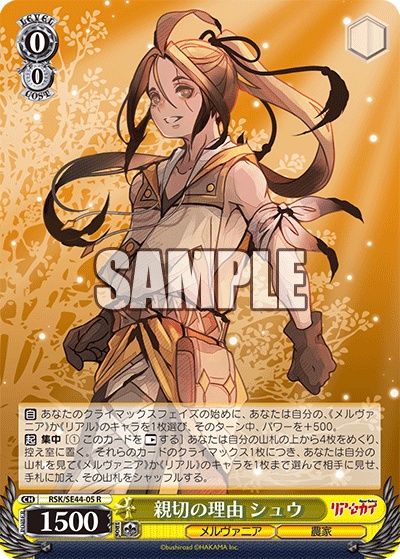 LEVEL
0
0
COST
SAMPLE
自 あなたのクライマックスフェイズの始めに、あなたは自分の、《メルヴァ
ニア》か《リアル》のキャラを1枚選び、そのターン中、パワーを+500。
起 集中 [① このカードを する] あなたは自分の山札の上から4枚をめくり、
控え室に置く。それらのカードのクライマックス1枚につき、あなたは自分の
山札を見て《メルヴァニア》か《リアル》のキャラを1枚まで選んで相手に見せ、
手札に加え、その山札をシャッフルする。
CH RSK/SE44-05 R
親切の理由 シュウ
リアセカイ
POWER
1500
メルヴァニア 農家
©bushiroad ©HAKAMA Inc.